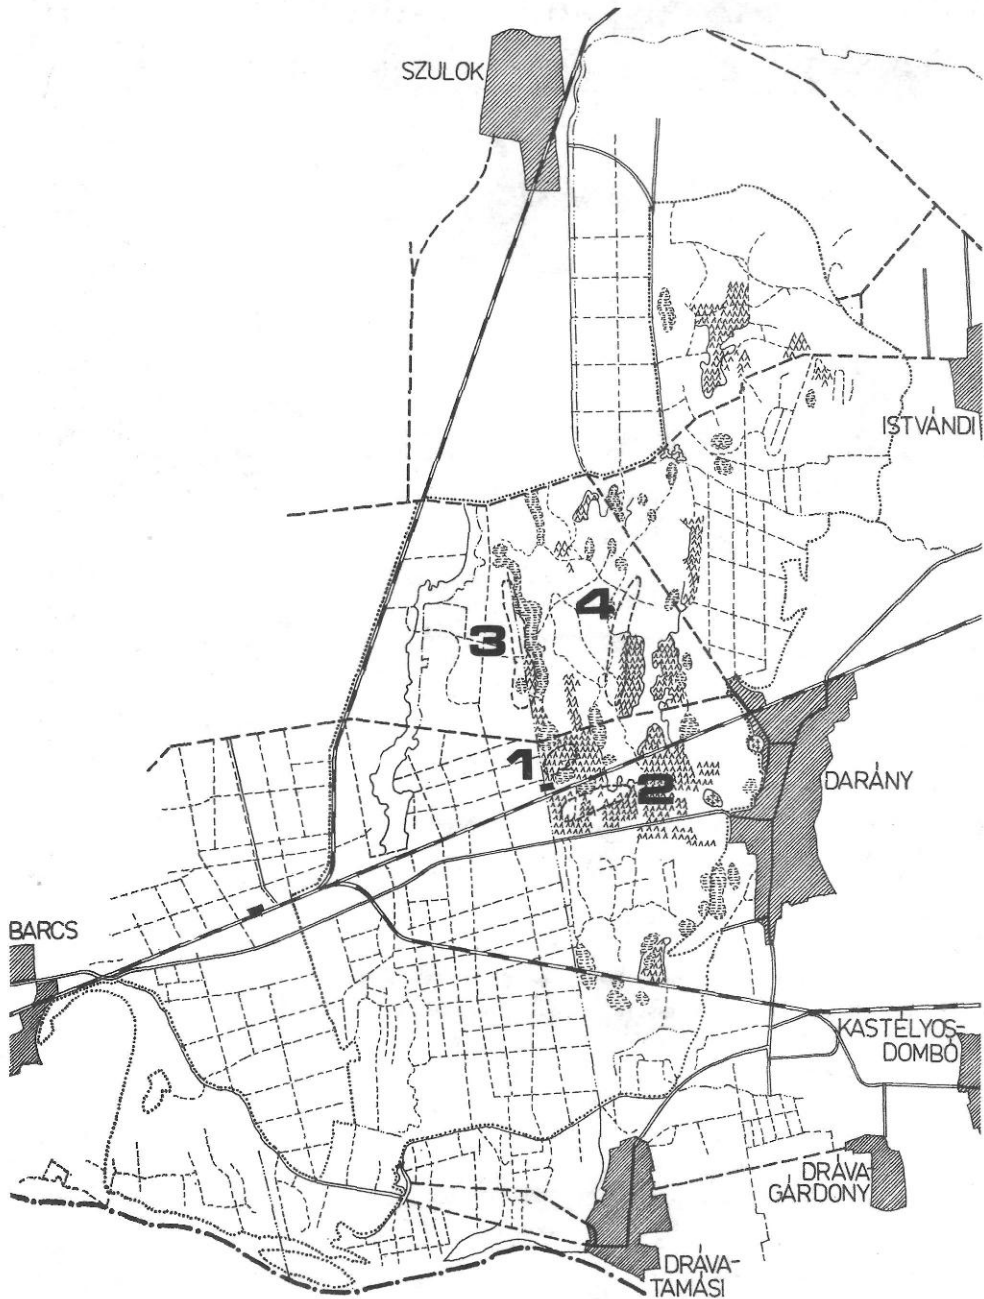 SZULOK
ISTVÁNDI
4
3
1
2
DARÁNY
BARCS
KASTÉLYOS-
DOMBÓ
DRÁVA
GÁRDONY
DRÁVA-
TAMÁSI